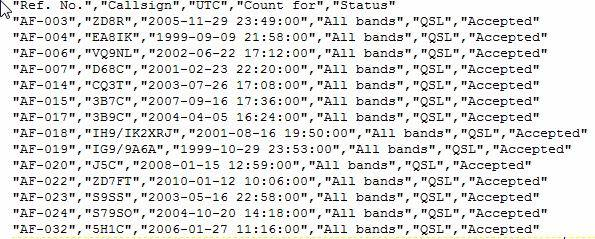 "Ref. No.","Callsign","UTC","Count for","Status"
"AF-003","ZD8R","2005-11-29 23:49:00","All bands","QSL","Accepted"
"AF-004","EA8IK","1999-09-09 21:58:00","All bands","QSL","Accepted"
"AF-006","VQ9NL","2002-06-22 17:12:00","All bands","QSL","Accepted"
"AF-007","D68C","2001-02-23 22:20:00","All bands","QSL","Accepted"
"AF-014","CQ3T","2003-07-26 17:08:00","All bands","QSL","Accepted"
"AF-015","3B7C","2007-09-16 17:36:00","All bands","QSL","Accepted"
"AF-017","3B9C","2004-04-05 16:24:00","All bands","QSL","Accepted"
"AF-018","IH9/IK2XRJ","2001-08-16 19:50:00","All bands","QSL","Accepted"
"AF-019","IG9/9A6A","1999-10-29 23:53:00","All bands","QSL","Accepted"
"AF-020","J5C","2008-01-15 12:59:00","All bands","QSL","Accepted"
"AF-022","ZD7FT","2010-01-12 10:06:00","All bands","QSL","Accepted"
"AF-023","S9SS","2003-05-16 22:58:00","All bands","QSL","Accepted"
"AF-024","S79SO","2004-10-20 14:18:00","All bands","QSL","Accepted"
"AF-032","5H1C","2006-01-27 11:16:00","All bands","QSL","Accepted"